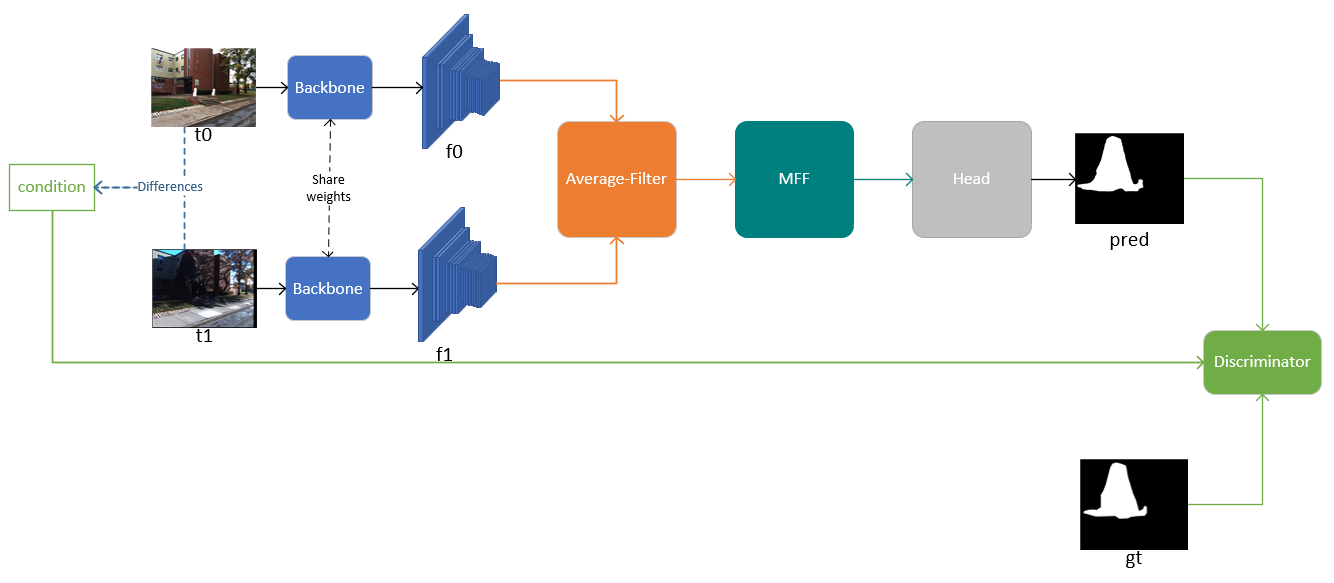 t0
Backbone
f0
condition
Differences
Share
weights
Average-Filter
MFF
Head
pred
t1
Backbone
f1
Discriminator
gt